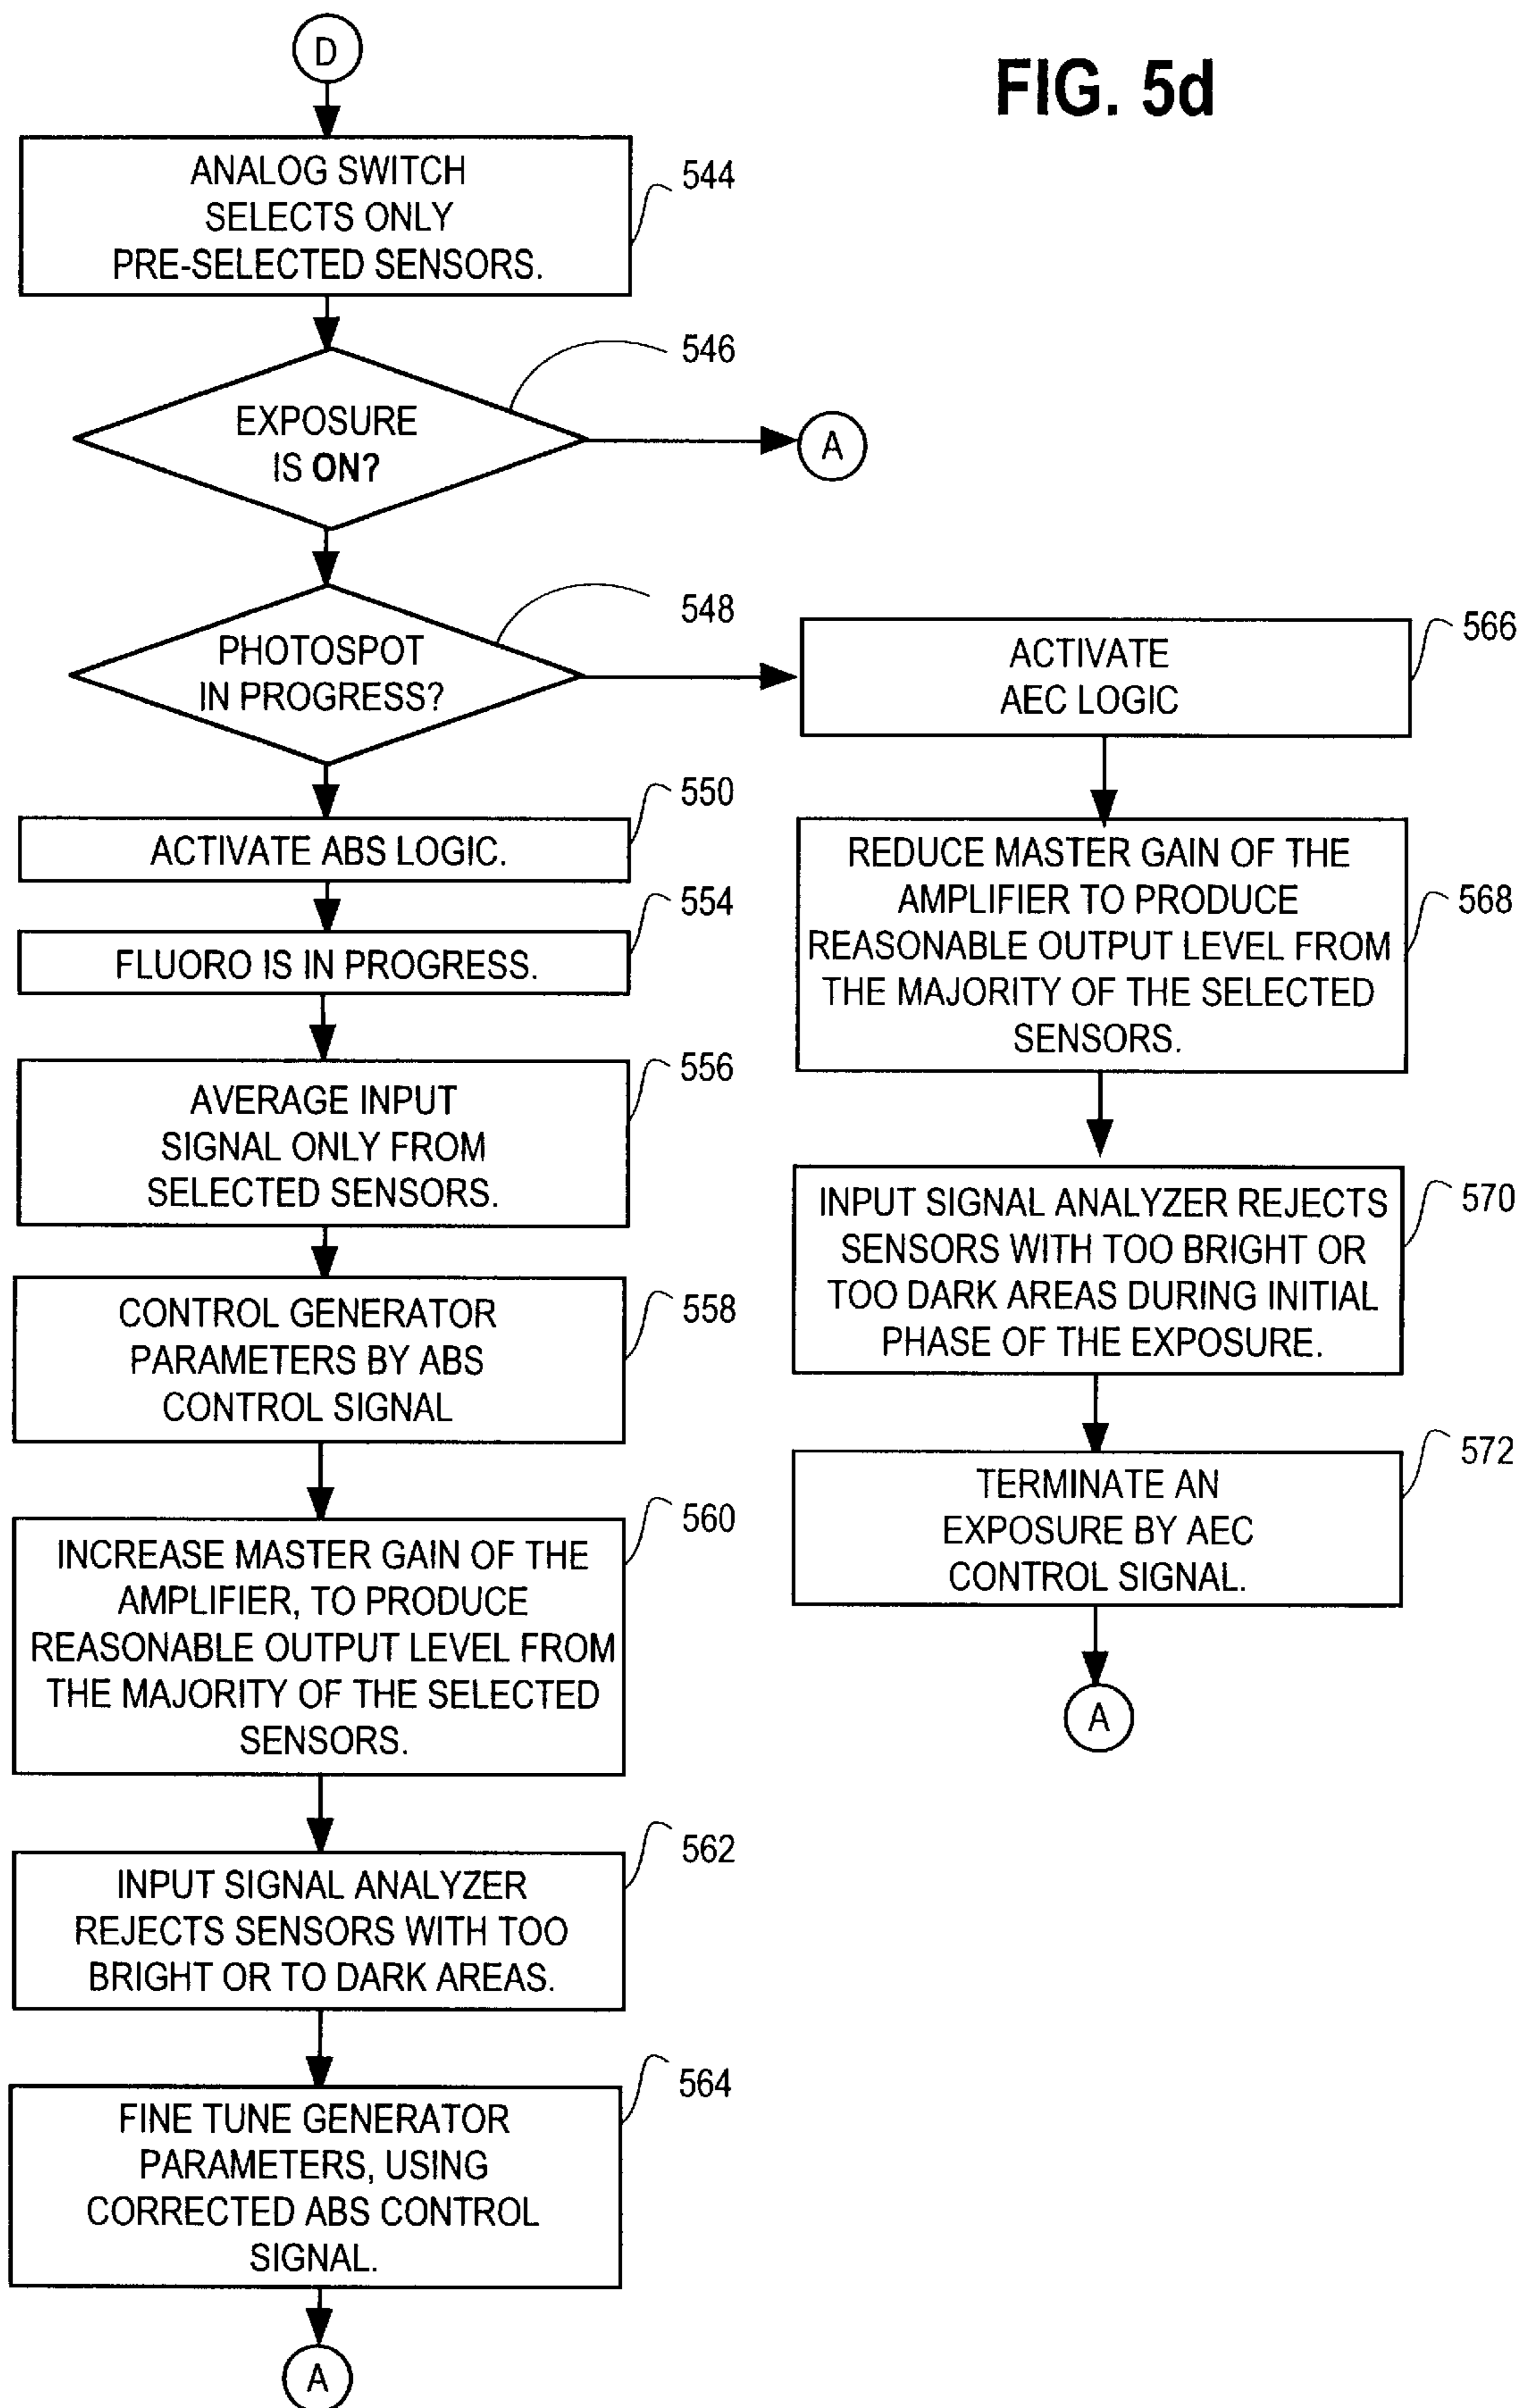 D
FIG. 5d
ANALOG SWITCH
SELECTS ONLY
PRE-SELECTED SENSORS.
544
546
EXPOSURE
IS ON?
A
548
PHOTOSPOT
IN PROGRESS?
550
ACTIVATE ABS LOGIC.
554
FLUORO IS IN PROGRESS.
556
AVERAGE INPUT
SIGNAL ONLY FROM
SELECTED SENSORS.
558
CONTROL GENERATOR
PARAMETERS BY ABS
CONTROL SIGNAL
560
INCREASE MASTER GAIN OF THE
AMPLIFIER, TO PRODUCE
REASONABLE OUTPUT LEVEL FROM
THE MAJORITY OF THE SELECTED
SENSORS.
562
INPUT SIGNAL ANALYZER
REJECTS SENSORS WITH TOO
BRIGHT OR TO DARK AREAS.
564
FINE TUNE GENERATOR
PARAMETERS, USING
CORRECTED ABS CONTROL
SIGNAL.
A
566
ACTIVATE
AEC LOGIC
568
REDUCE MASTER GAIN OF THE
AMPLIFIER TO PRODUCE
REASONABLE OUTPUT LEVEL FROM
THE MAJORITY OF THE SELECTED
SENSORS.
570
INPUT SIGNAL ANALYZER REJECTS
SENSORS WITH TOO BRIGHT OR
TOO DARK AREAS DURING INITIAL
PHASE OF THE EXPOSURE.
572
TERMINATE AN
EXPOSURE BY AEC
CONTROL SIGNAL.
A